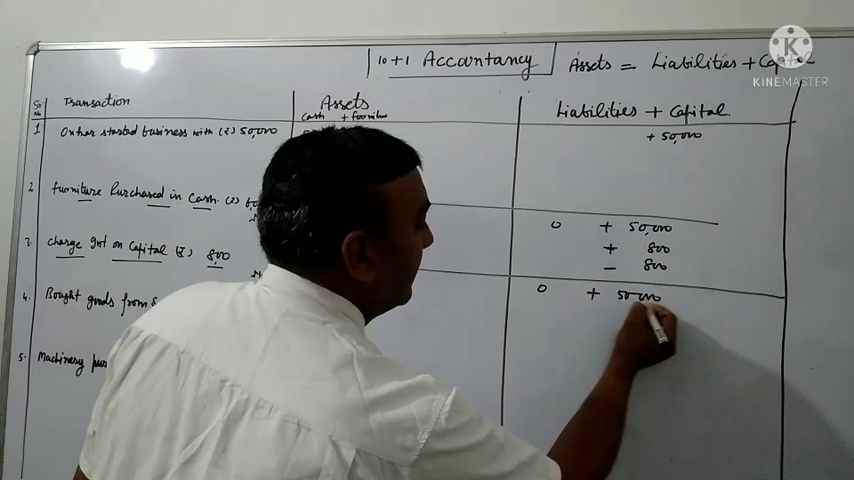 10+1 Accountancy
Assets = Liabilities + Capital
K
KINEMASTER
Sr No
Transaction
Assets
Cash + furniture
Liabilities + Capital
1 Onkar started business with (₹) 50,000
+ 50,000
2. furniture Purchased in Cash (₹)
0 + 50,000
3. Charge Int on Capital (₹) 800
+ 800
- 800
4. Bought goods from
0 + 50,000
5. Machinery